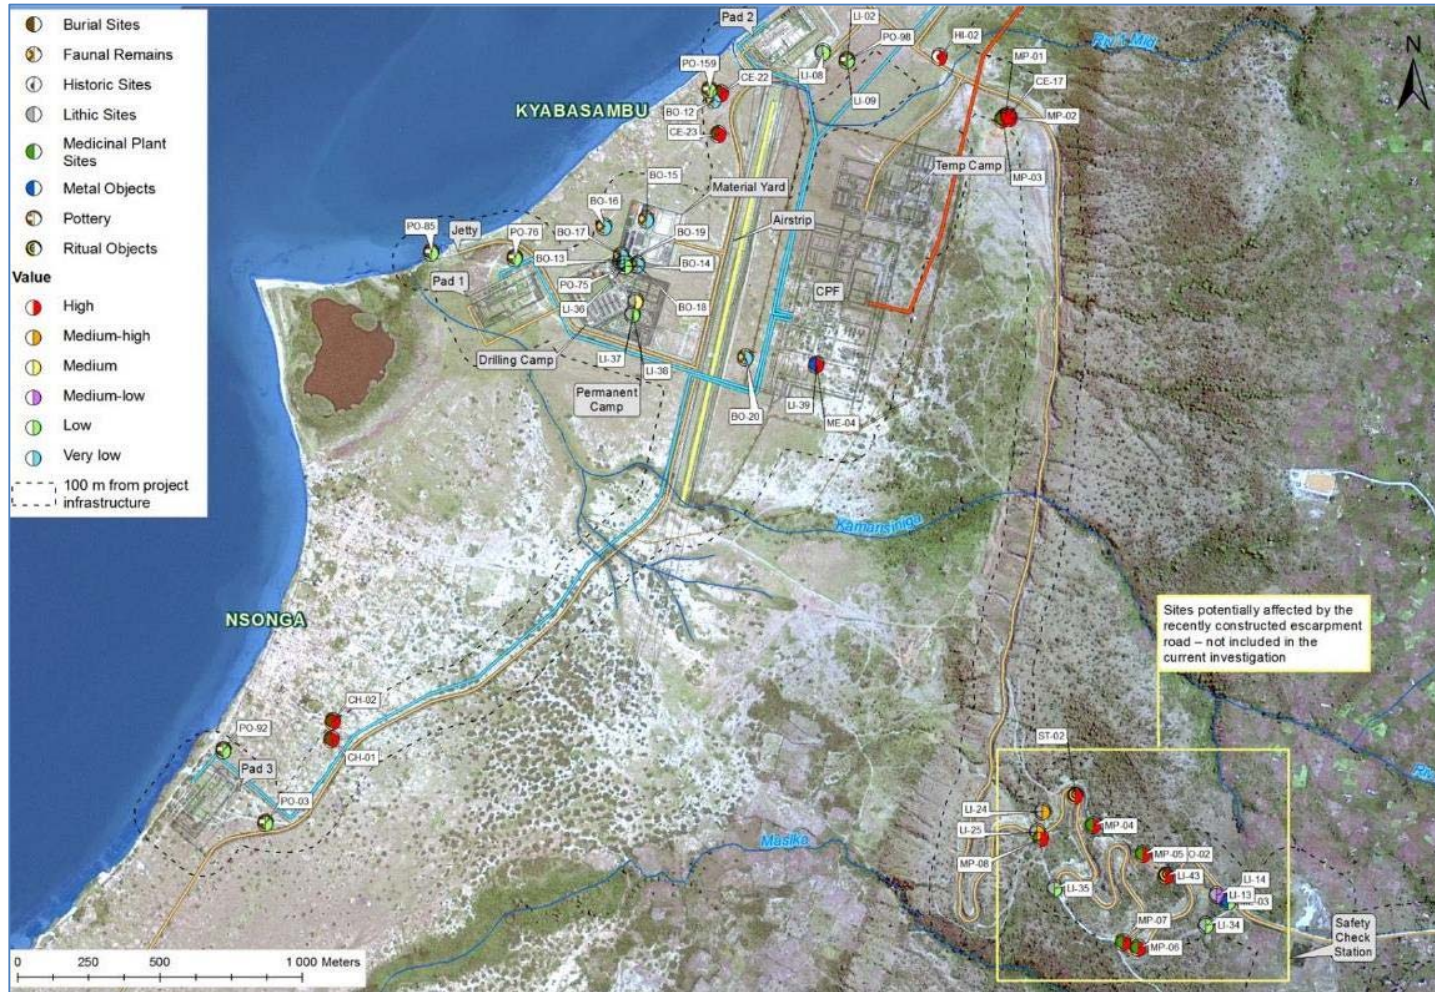 Burial Sites
Faunal Remains
Historic Sites
Lithic Sites
Medicinal Plant
Sites
Metal Objects
Pottery
Ritual Objects
Value
High
Medium-high
Medium
Medium-low
Low
Very low
100 m from project
infrastructure
Pad 2
LI-02
PO-98
HI-02
MP-01
CE-17
N
PO-159
CE-22
LI-08
LI-09
KYABASAMBU
BO-12
CE-23
MP-02
Temp Camp
MP-03
BO-15
Material Yard
BO-16
PO-85
Jetty
PO-76
BO-17
BO-19
Airstrip
BO-13
BO-14
Pad 1
PO-75
BO-18
CPF
LI-36
Drilling Camp
LI-37
LI-38
Permanent
Camp
BO-20
LI-39
ME-04
NSONGA
Sites potentially affected by the
recently constructed escarpment
road – not included in the
current investigation
CH-02
PO-92
CH-01
Pad 3
PO-03
ST-02
LI-24
LI-25
MP-04
MP-08
Masika
MP-05
O-02
LI-43
LI-35
LI-14
LI-13
LI-34
MP-07
MP-06
Safety
Check
Station
0 250 500 1 000 Meters